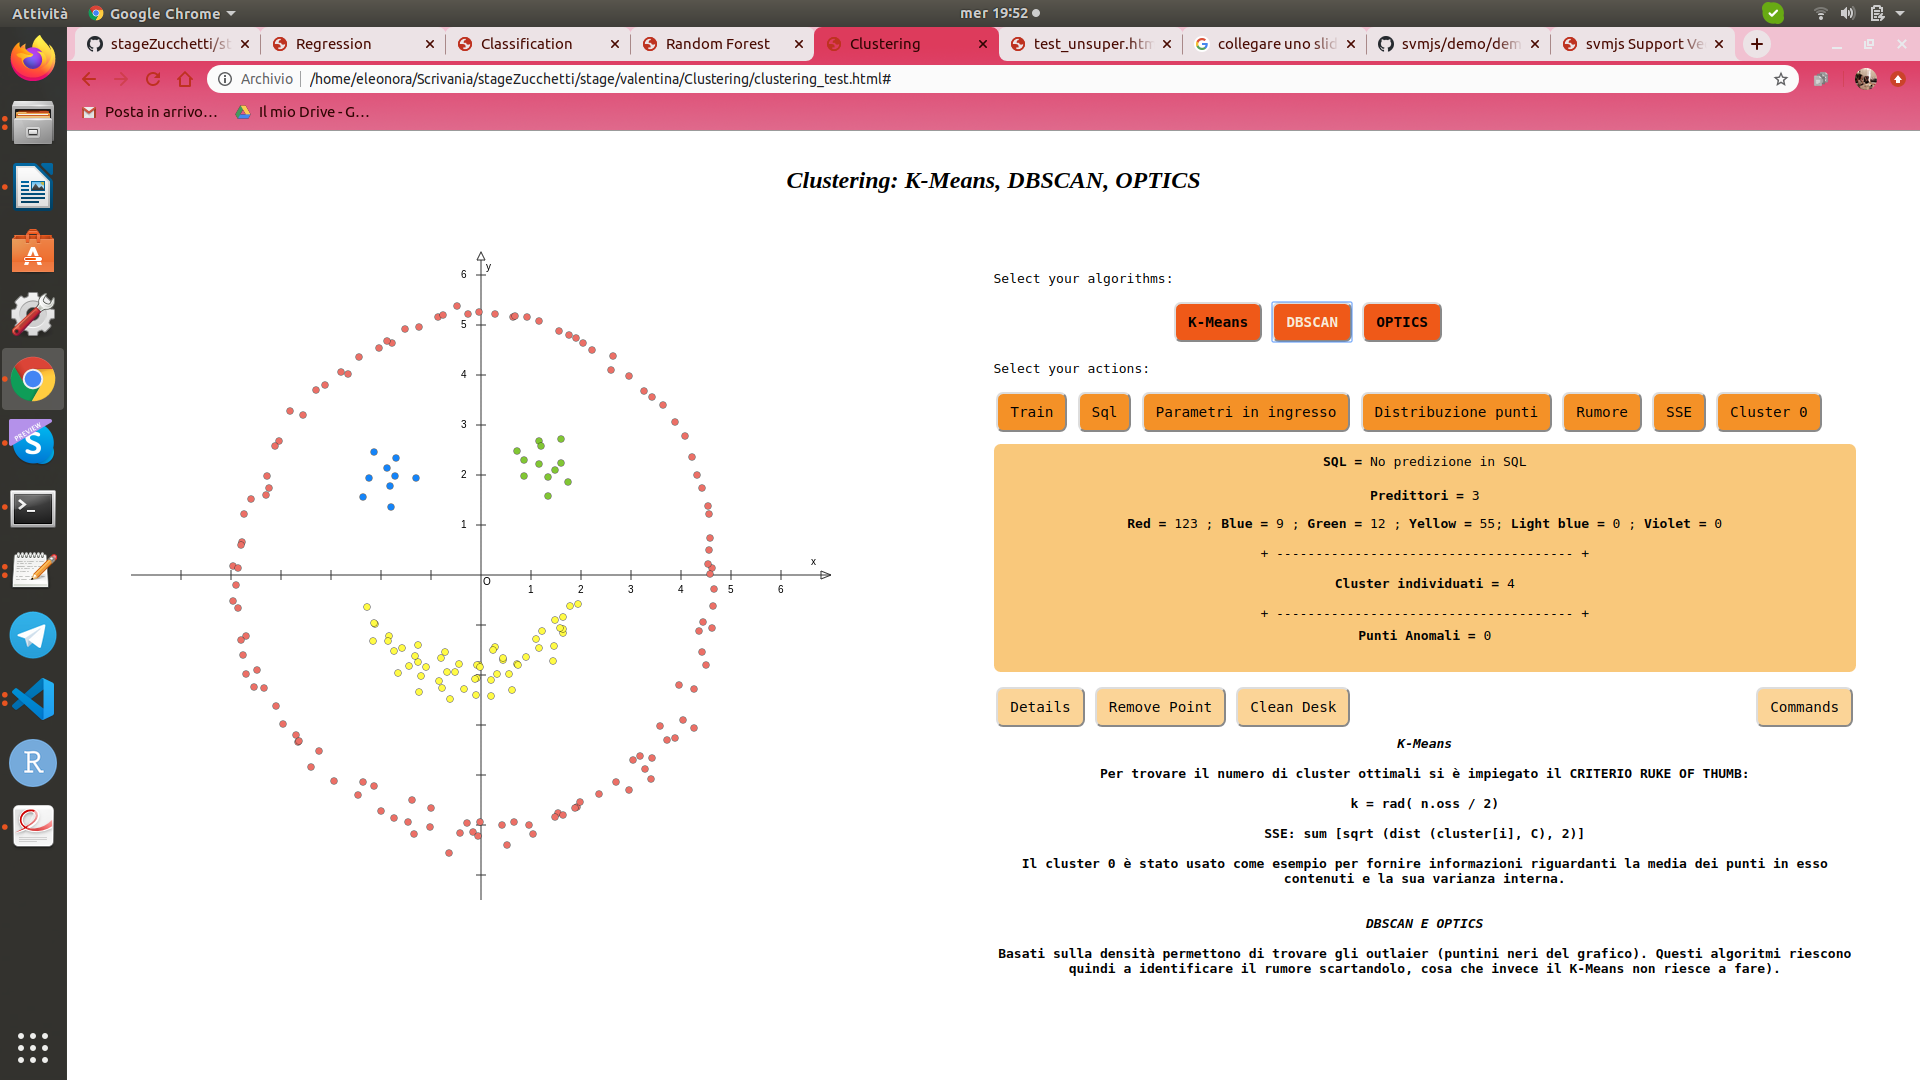 Attività Google Chrome mer 19:52
stageZucchetti/st Regression Classification Random Forest Clustering test_unsuper.htm collegare uno slid svmjs/demo/dem svmjs Support Ve
Archivio /home/eleonora/Scrivania/stageZucchetti/stage/valentina/Clustering/clustering_test.html#
Posta in arrivo… Il mio Drive - G…
Clustering: K-Means, DBSCAN, OPTICS
y
6
5
4
3
2
1
x
O 1 2 3 4 5 6
Select your algorithms:
K-Means DBSCAN OPTICS
Select your actions:
Train Sql Parametri in ingresso Distribuzione punti Rumore SSE Cluster 0
SQL = No predizione in SQL
Predittori = 3
Red = 123 ; Blue = 9 ; Green = 12 ; Yellow = 55; Light blue = 0 ; Violet = 0
+ -------------------------------------- +
Cluster individuati = 4
+ -------------------------------------- +
Punti Anomali = 0
Details Remove Point Clean Desk Commands
K-Means
Per trovare il numero di cluster ottimali si è impiegato il CRITERIO RUKE OF THUMB:
k = rad( n.oss / 2)
SSE: sum [sqrt (dist (cluster[i], C), 2)]
Il cluster 0 è stato usato come esempio per fornire informazioni riguardanti la media dei punti in esso
contenuti e la sua varianza interna.
DBSCAN E OPTICS
Basati sulla densità permettono di trovare gli outlaier (puntini neri del grafico). Questi algoritmi riescono
quindi a identificare il rumore scartandolo, cosa che invece il K-Means non riesce a fare).
PREVIEW
S
R